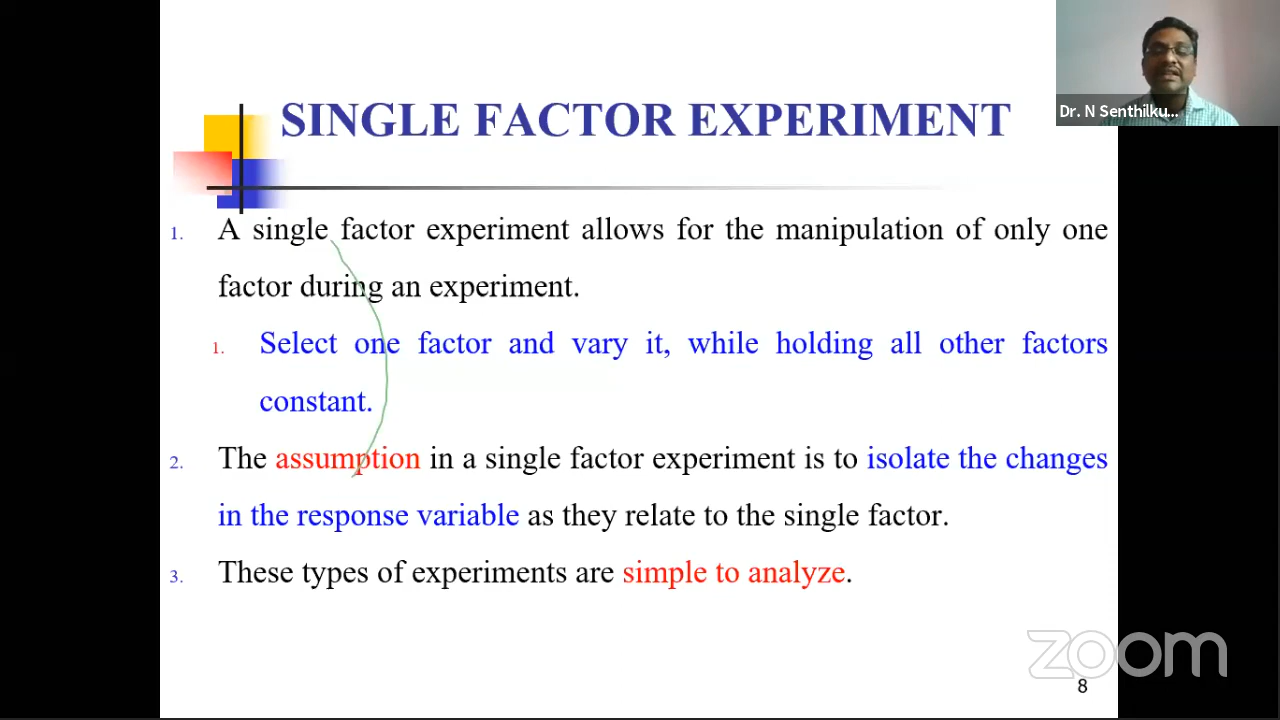 SINGLE FACTOR EXPERIMENT
Dr. N Senthilku...
1. A single factor experiment allows for the manipulation of only one
factor during an experiment.
1. Select one factor and vary it, while holding all other factors
constant.
2. The assumption in a single factor experiment is to isolate the changes
in the response variable as they relate to the single factor.
3. These types of experiments are simple to analyze.
zoom
8